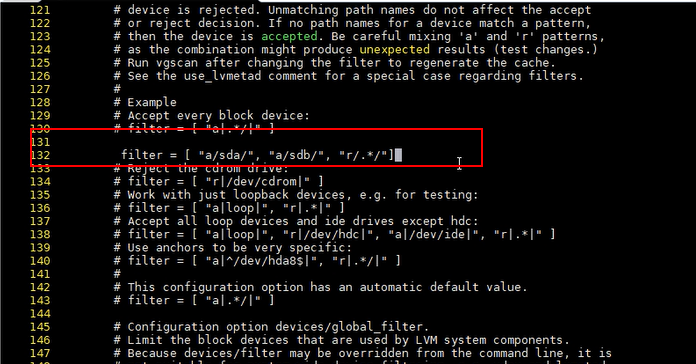 121 # device is rejected. Unmatching path names do not affect the accept
122 # or reject decision. If no path names for a device match a pattern,
123 # then the device is accepted. Be careful mixing 'a' and 'r' patterns,
124 # as the combination might produce unexpected results (test changes.)
125 # Run vgscan after changing the filter to regenerate the cache.
126 # See the use_lvmetad comment for a special case regarding filters.
127 #
128 # Example
129 # Accept every block device:
130 # filter = [ "a|.*/|" ]
131
132 filter = [ "a/sda/", "a/sdb/", "r/.*/"]
133 # Reject the cdrom drive:
134 # filter = [ "r|/dev/cdrom|" ]
135 # Work with just loopback devices, e.g. for testing:
136 # filter = [ "a|loop|", "r|.*|" ]
137 # Accept all loop devices and ide drives except hdc:
138 # filter = [ "a|loop|", "r|/dev/hdc|", "a|/dev/ide|", "r|.*|" ]
139 # Use anchors to be very specific:
140 # filter = [ "a|^/dev/hda8$|", "r|.*/|" ]
141 #
142 # This configuration option has an automatic default value.
143 # filter = [ "a|.*/|" ]
144
145 # Configuration option devices/global_filter.
146 # Limit the block devices that are used by LVM system components.
147 # Because devices/filter may be overridden from the command line, it is